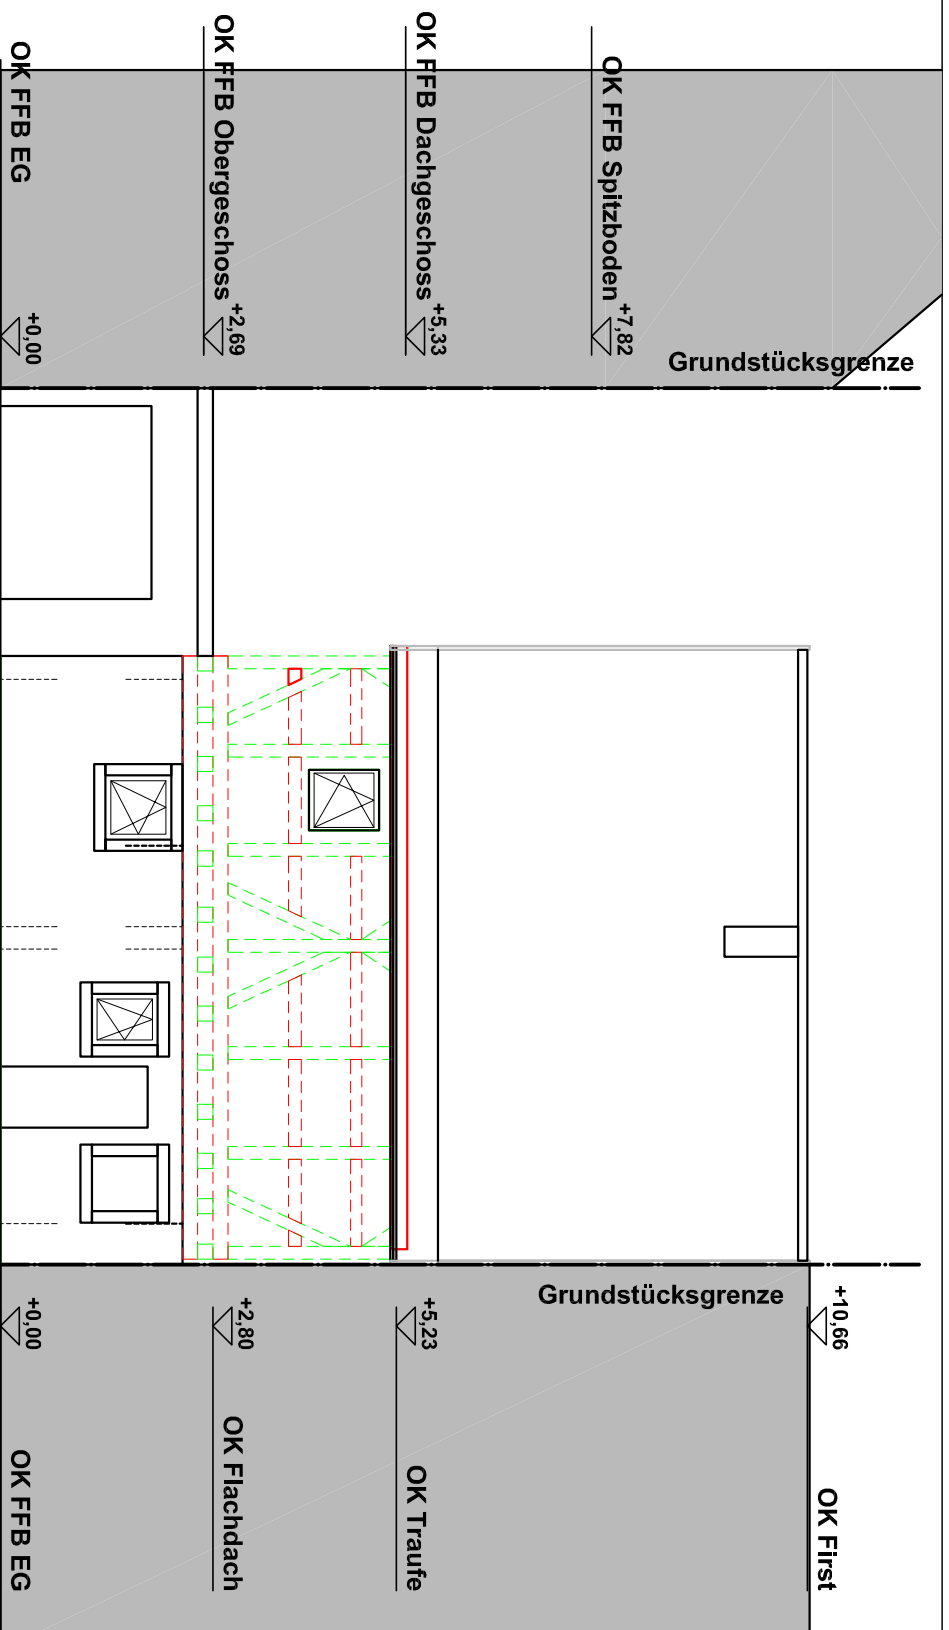 OK FFB Spitzboden
+7,82
OK FFB Dachgeschoss
+5,33
OK FFB Obergeschoss
+2,69
OK FFB EG
+0,00
Grundstücksgrenze
Grundstücksgrenze
+10,66
OK First
+5,23
OK Traufe
+2,80
OK Flachdach
+0,00
OK FFB EG